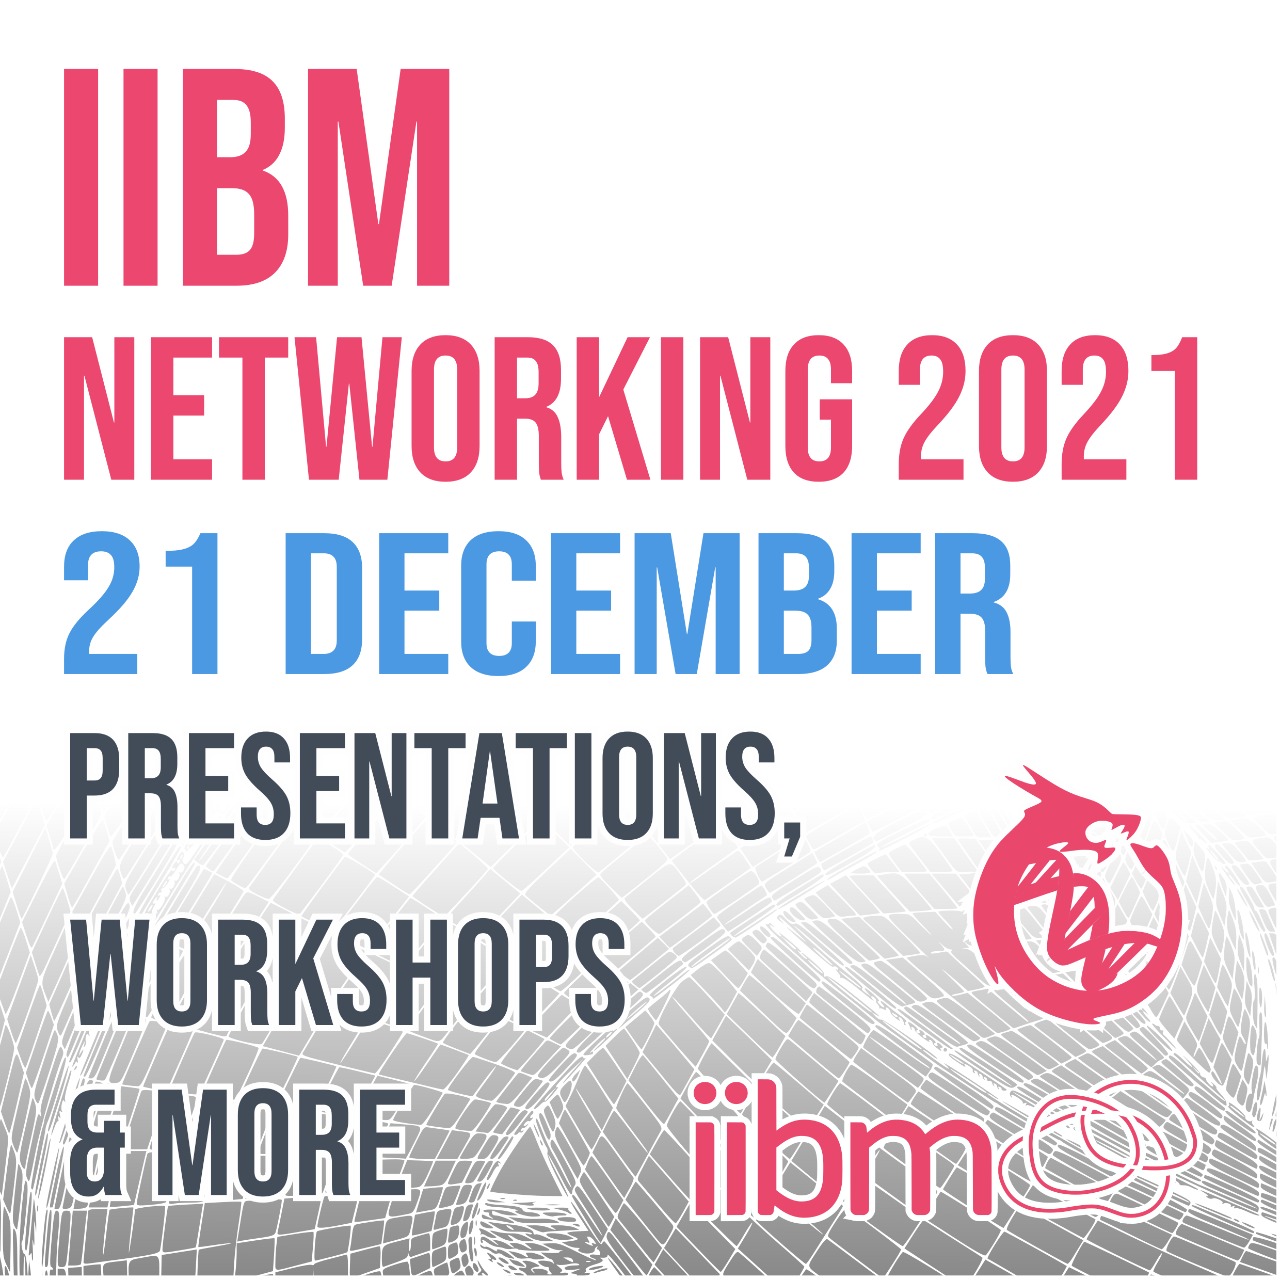 IIBM
NETWORKING 2021
21 DECEMBER
PRESENTATIONS,
WORKSHOPS
& MORE
iibm